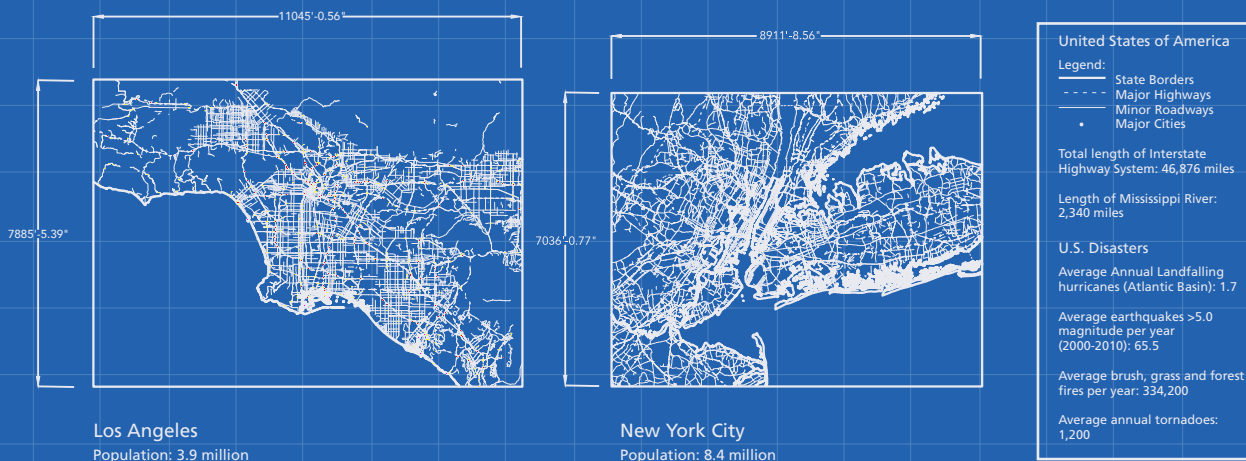 11045'-0.56"
7885'-5.39"
Los Angeles
Population: 3.9 million
8911'-8.56"
7036'-0.77"
New York City
Population: 8.4 million
United States of America
Legend:
State Borders
Major Highways
Minor Roadways
Major Cities
Total length of Interstate
Highway System: 46,876 miles
Length of Mississippi River:
2,340 miles
U.S. Disasters
Average Annual Landfalling
hurricanes (Atlantic Basin): 1.7
Average earthquakes >5.0
magnitude per year
(2000-2010): 65.5
Average brush, grass and forest
fires per year: 334,200
Average annual tornadoes:
1,200